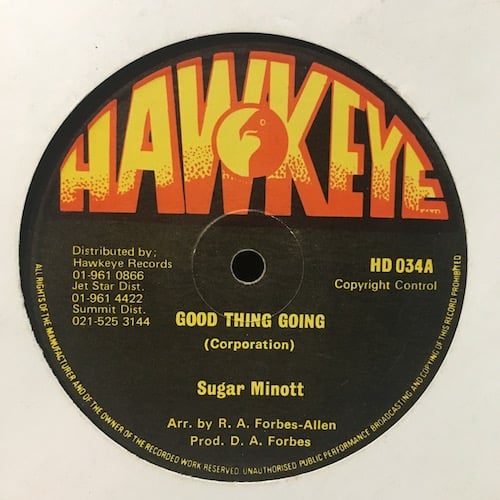 HAWKEYE
Distributed by;
Hawkeye Records
01-961 0866
Jet Star Dist.
01-961 4422
Summit Dist.
021-525 3144
HD 034A
Copyright Control
GOOD THING GOING
(Corporation)
Sugar Minott
Arr. by R. A. Forbes-Allen
Prod. D. A. Forbes
ALL RIGHTS OF THE MANUFACTURER AND OF THE OWNER OF THE RECORDED WORK RESERVED. UNAUTHORISED PUBLIC PERFORMANCE BROADCASTING AND COPYING OF THIS RECORD PROHIBITED